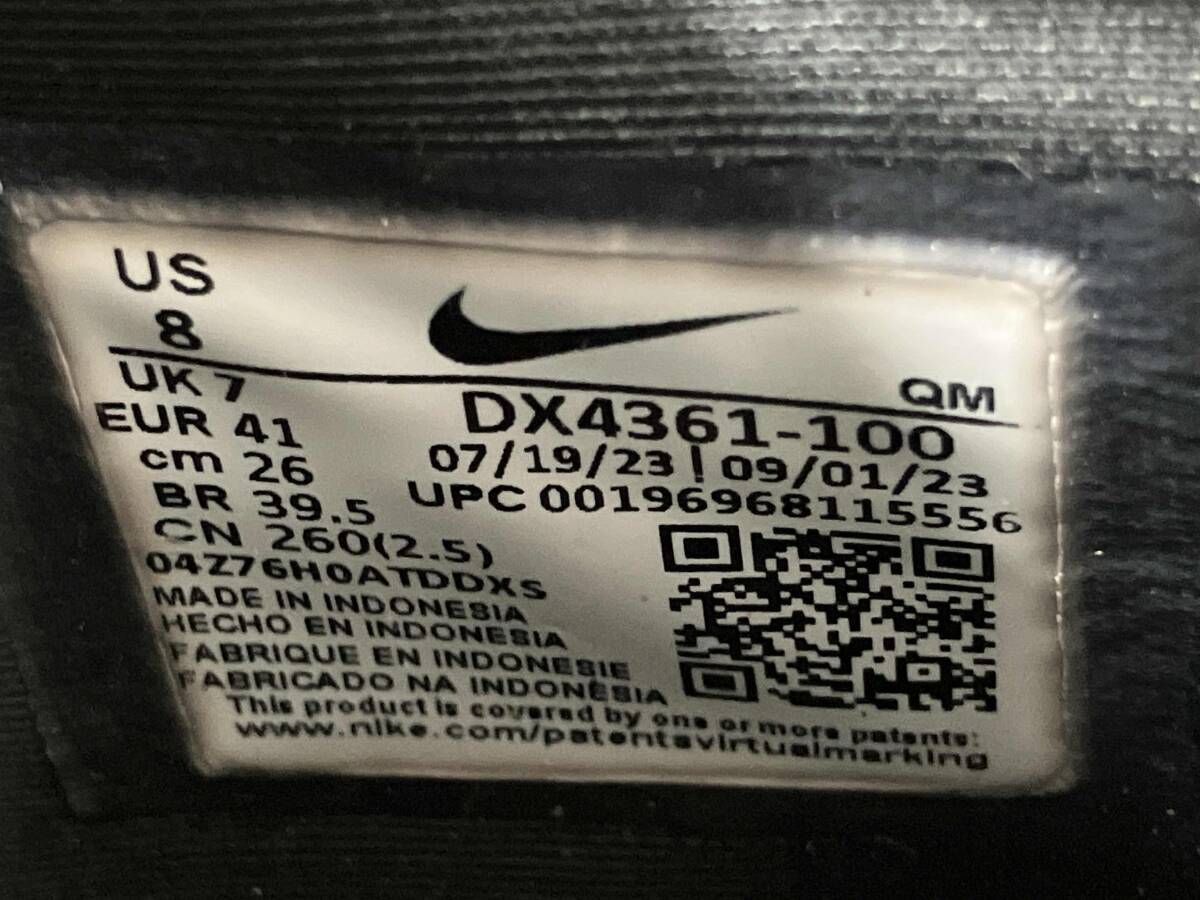 US
8
QM
UK 7
DX4361-100
EUR 41
07/19/23 | 09/01/23
cm 26
UPC 00196968115556
BR 39.5
CN 260(2.5)
04Z76H0ATDDXS
MADE IN INDONESIA
HECHO EN INDONESIA
FABRIQUE EN INDONESIE
FABRICADO NA INDONÉSIA
This product is covered by one or more patents:
www.nike.com/patentsvirtualmarking